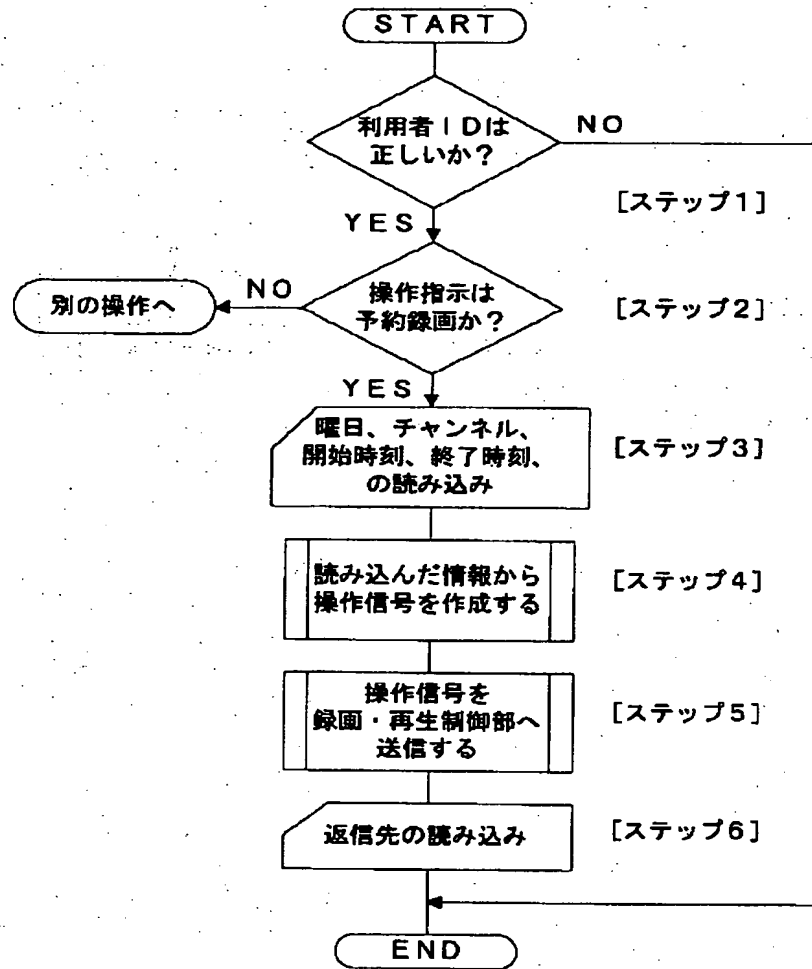 START
利用者IDは
正しいか?
NO
[ステップ1]
YES
別の操作へ
NO
操作指示は
予約録画か?
[ステップ2]
YES
曜日、チャンネル、
開始時刻、終了時刻、
の読み込み
[ステップ3]
読み込んだ情報から
操作信号を作成する
[ステップ4]
操作信号を
録画・再生制御部へ
送信する
[ステップ5]
返信先の読み込み
[ステップ6]
END